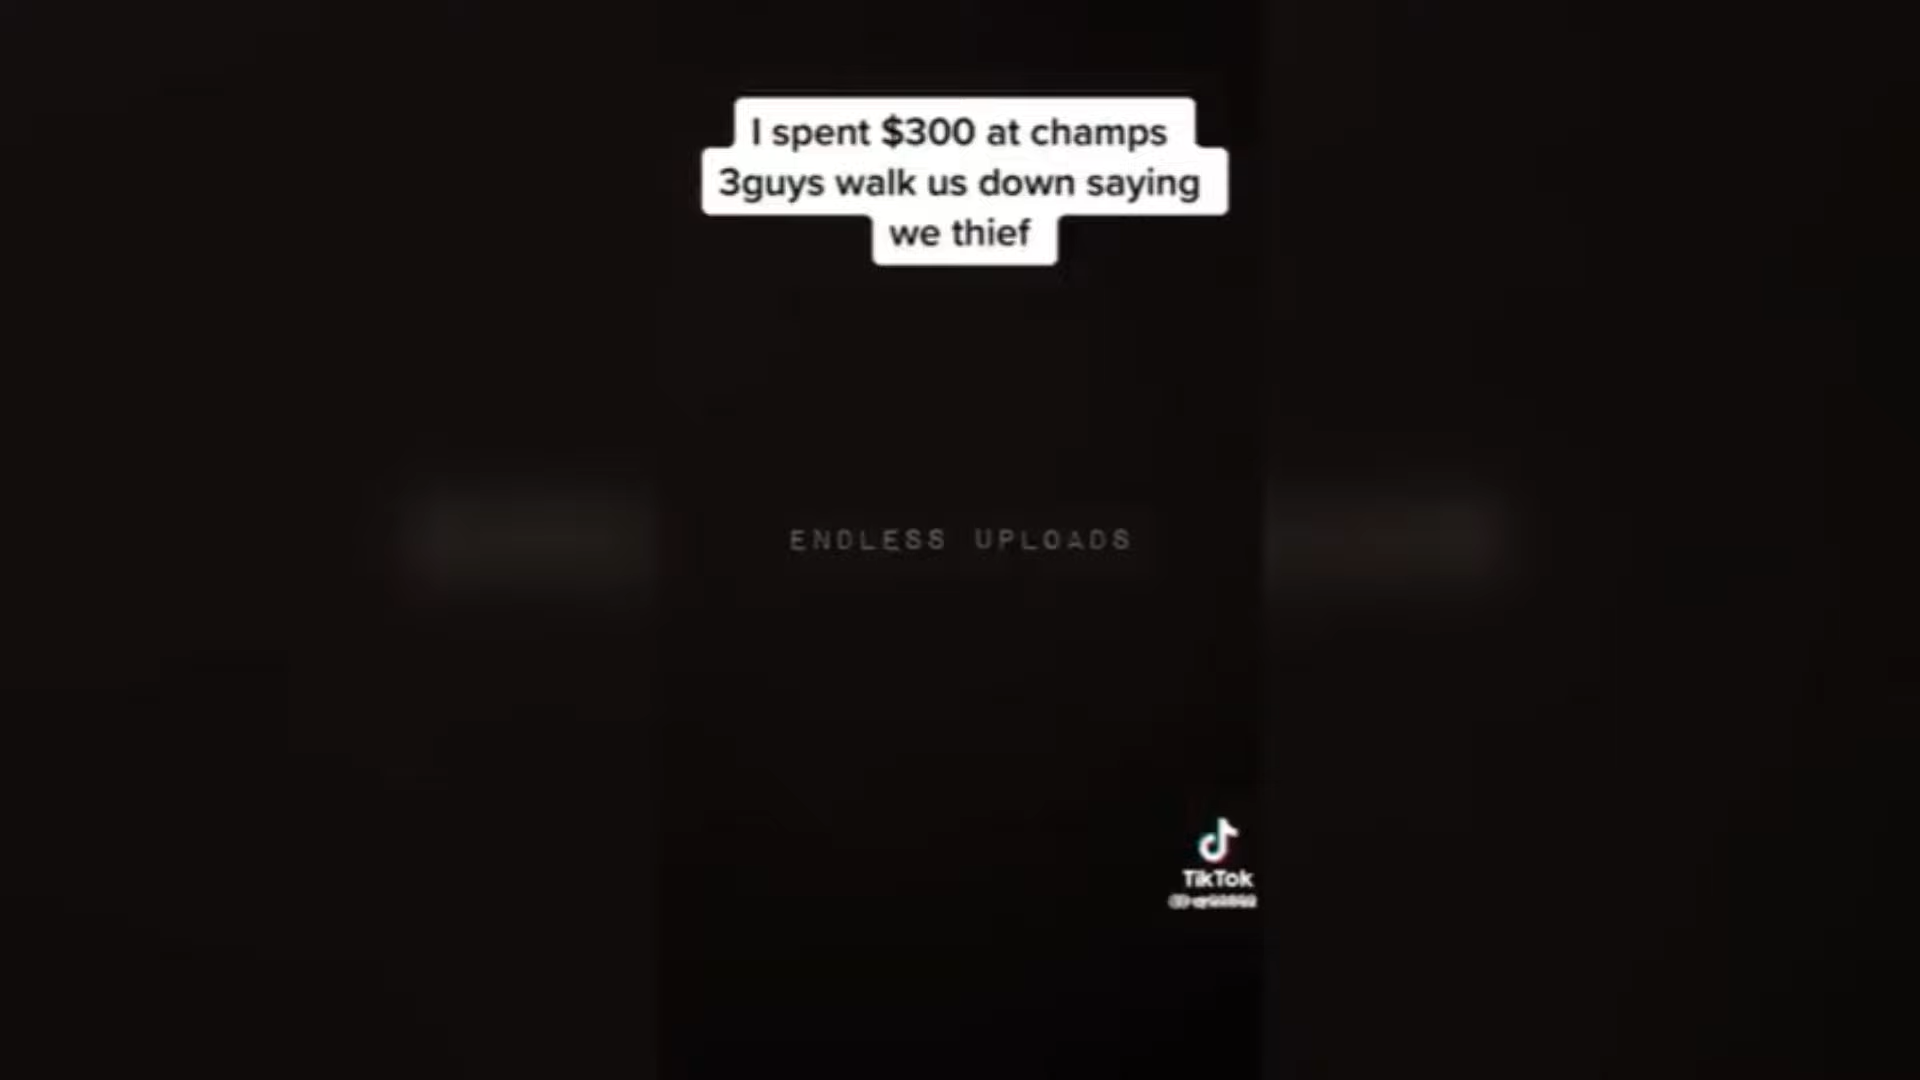 I spent $300 at champs
3guys walk us down saying
we thief
ENDLESS UPLOADS
TikTok